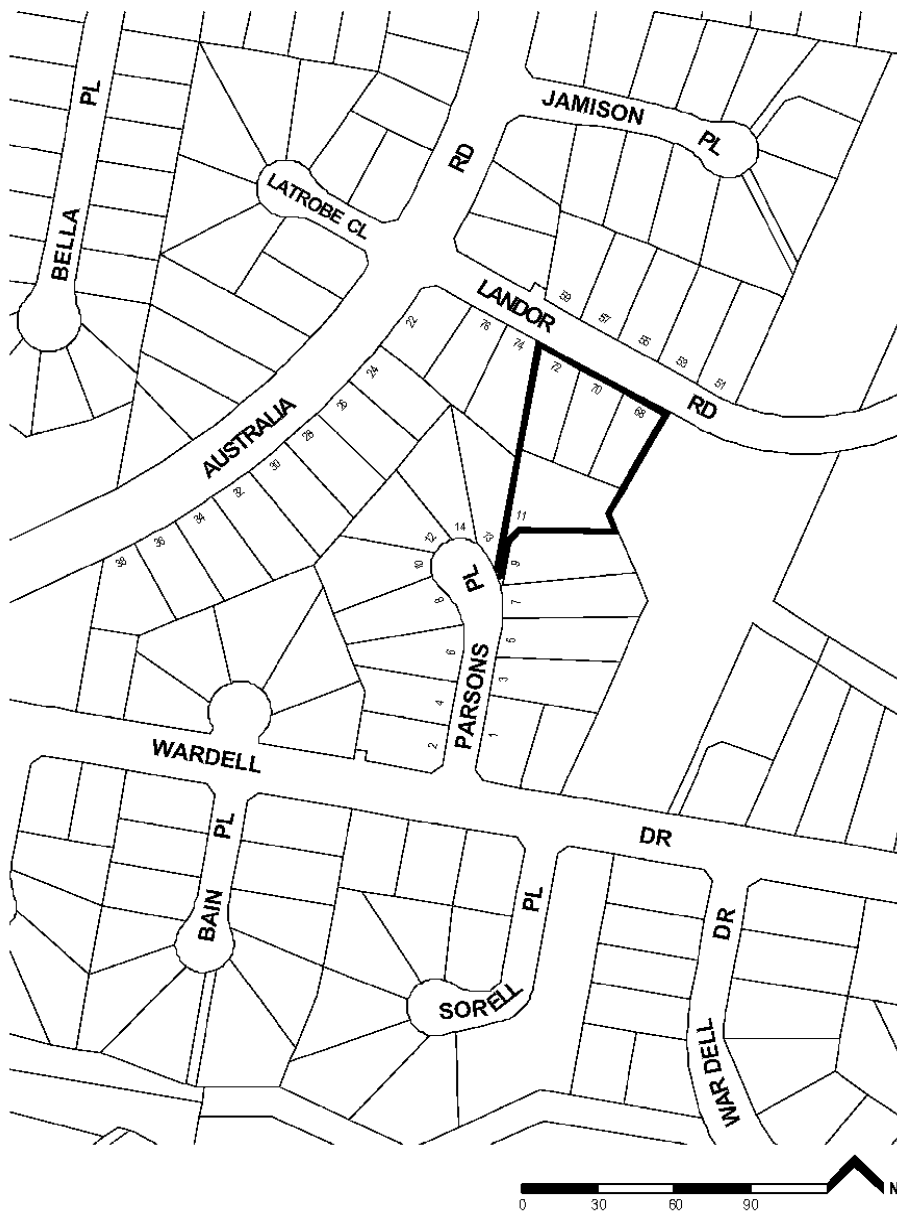 JAMISON
PL
PL
RD
LATROBE CL
BELLA
LANDOR
RD
59
57
55
53
51
22
76
74
72
70
68
24
26
28
30
32
34
36
38
AUSTRALIA
11
13
14
12
10
8
6
4
2
9
7
5
3
1
PL
PARSONS
WARDELL
DR
PL
BAIN
PL
SORELL
DR
WARDELL
N
0 30 60 90